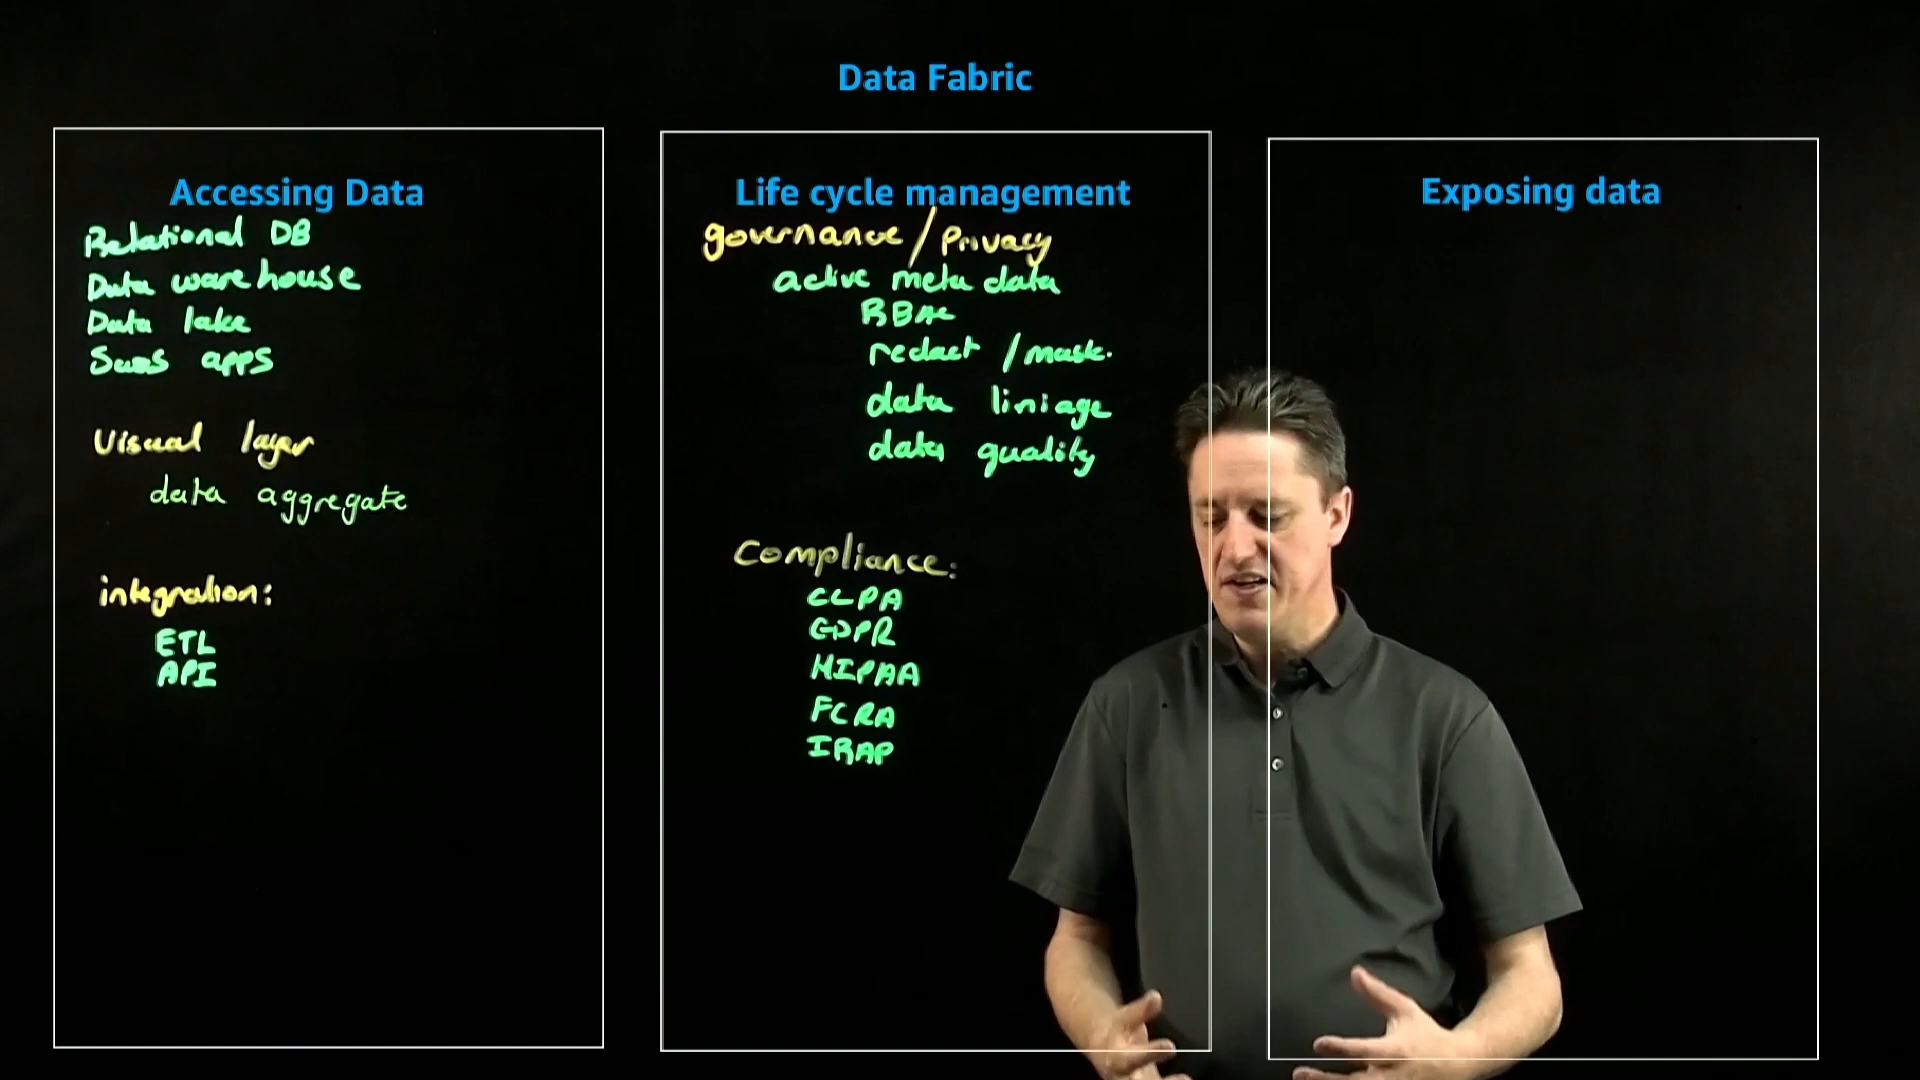 Data Fabric
Accessing Data
Relational DB
Data warehouse
Data lake
SaaS apps
Visual layer
data aggregate
integration:
ETL
API
Life cycle management
governance / privacy
active meta data
RBAC
redact / mask.
data liniage
data quality
Compliance:
CCPA
GDPR
HIPAA
FCRA
IRAP
Exposing data